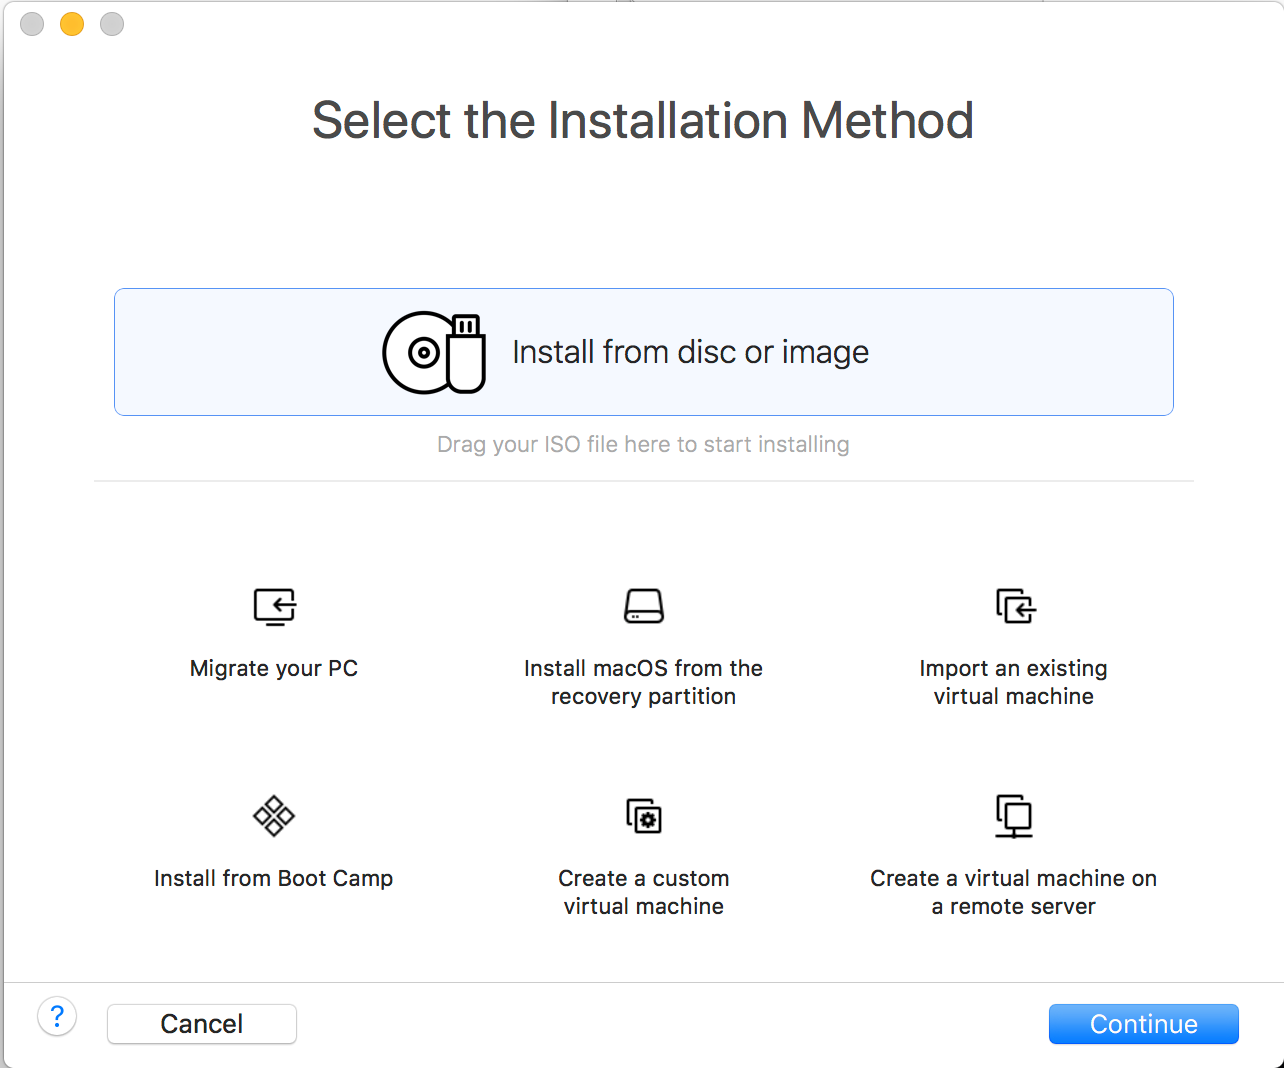 Select the Installation Method
Install from disc or image
Drag your ISO file here to start installing
Migrate your PC
Install macOS from the
recovery partition
Import an existing
virtual machine
Install from Boot Camp
Create a custom
virtual machine
Create a virtual machine on
a remote server
?
Cancel
Continue